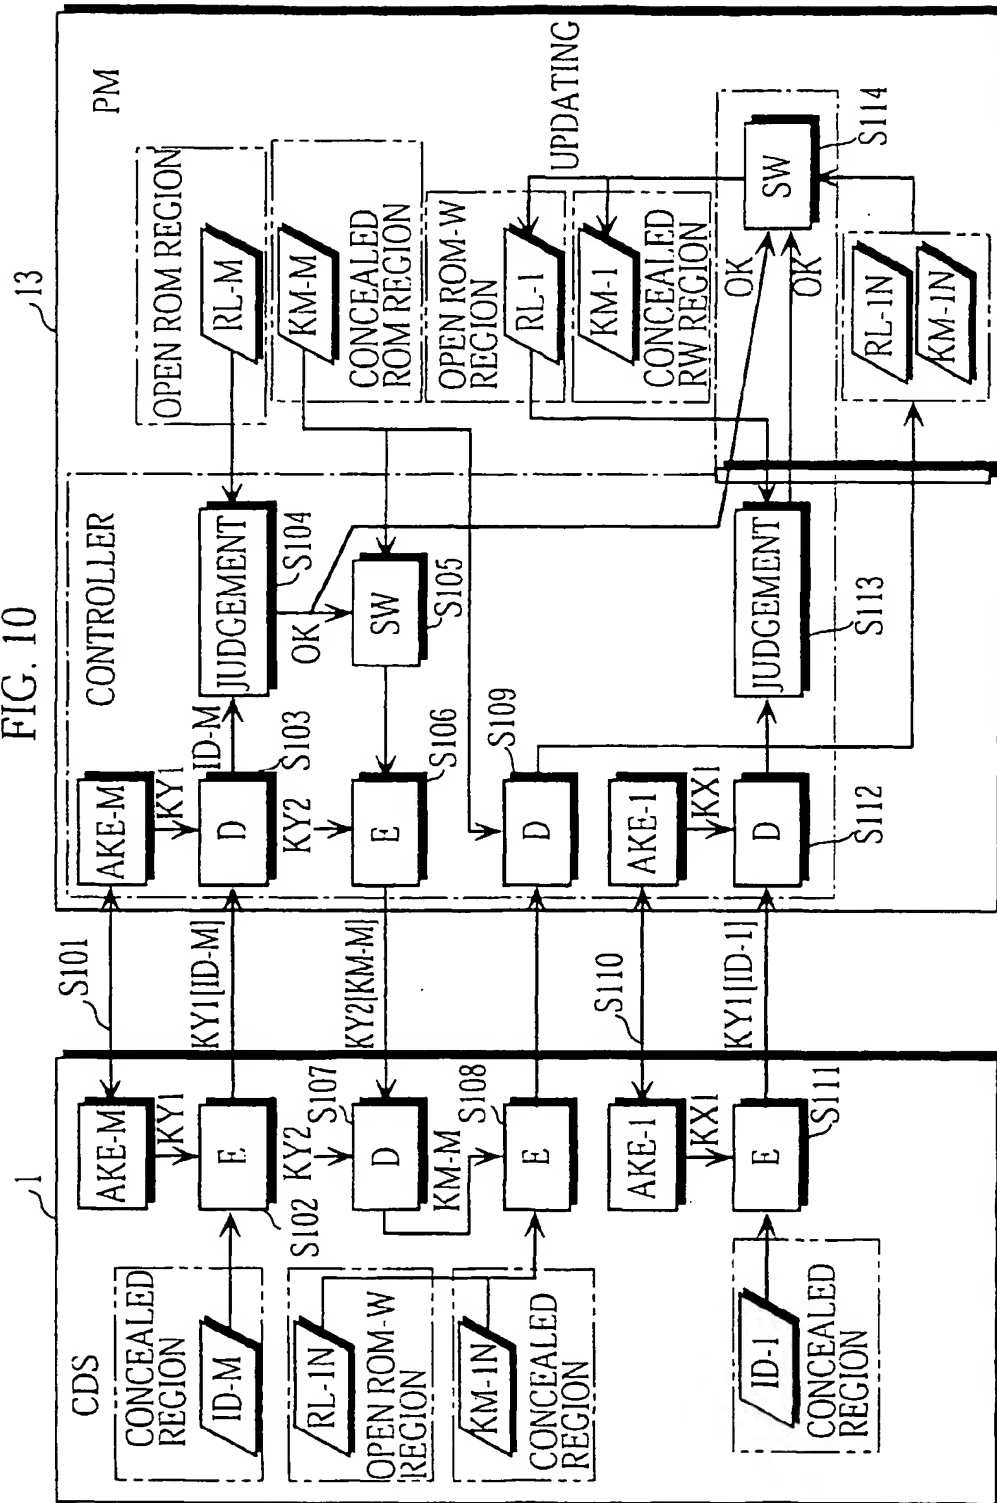 FIG. 10
1
13
CDS
CONCEALED
REGION
ID-M
RL-1N
OPEN ROM-W
REGION
KM-1N
CONCEALED
REGION
ID-1
CONCEALED
REGION
AKE-M
KY1
E
S102
KY2
S107
D
KM-M
S108
E
AKE-1
KX1
E
S111
S101
KY1[ID-M]
KY2[KM-M]
S110
KY1[ID-1]
CONTROLLER
AKE-M
KY1
ID-M
D
S103
JUDGEMENT
S104
OK
SW
S105
KY2
E
S106
D
S109
AKE-1
KX1
D
S112
JUDGEMENT
S113
PM
OPEN ROM REGION
RL-M
KM-M
CONCEALED
ROM REGION
OPEN ROM-W
REGION
RL-1
KM-1
CONCEALED
RW REGION
UPDATING
OK
OK
SW
S114
RL-1N
KM-1N